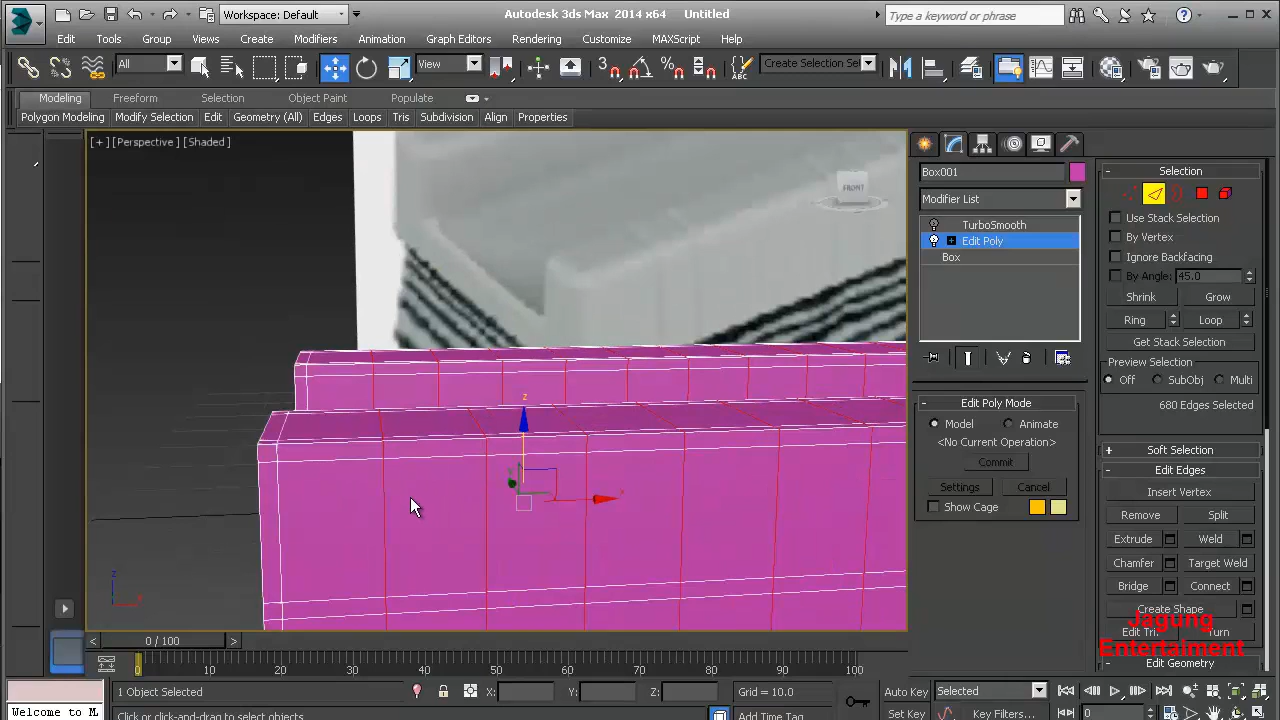 Workspace: Default
Autodesk 3ds Max 2014 x64 Untitled
Type a keyword or phrase
Edit Tools Group Views Create Modifiers Animation Graph Editors Rendering Customize MAXScript Help
All View 3 Create Selection Se
Modeling Freeform Selection Object Paint Populate
Polygon Modeling Modify Selection Edit Geometry (All) Edges Loops Tris Subdivision Align Properties
[ + ] [Perspective ] [Shaded ]
FRONT
z
x
z
x
Box001
Modifier List
TurboSmooth
Edit Poly
Box
Edit Poly Mode
Model Animate
<No Current Operation>
Commit
Settings Cancel
Show Cage
Selection
Use Stack Selection
By Vertex
Ignore Backfacing
By Angle: 45.0
Shrink Grow
Ring Loop
Get Stack Selection
Preview Selection
Off SubObj Multi
680 Edges Selected
Soft Selection
Edit Edges
Insert Vertex
Remove Split
Extrude Weld
Chamfer Target Weld
Bridge Connect
Create Shape
Edit Tri. Turn
Jagung
Entertaiment
Edit Geometry
0 / 100
0 10 20 30 40 50 60 70 80 90 100
1 Object Selected X: Y: Z: Grid = 10.0 Auto Key Selected
Welcome to M. Click or click-and-drag to select objects Add Time Tag Set Key Key Filters... 0